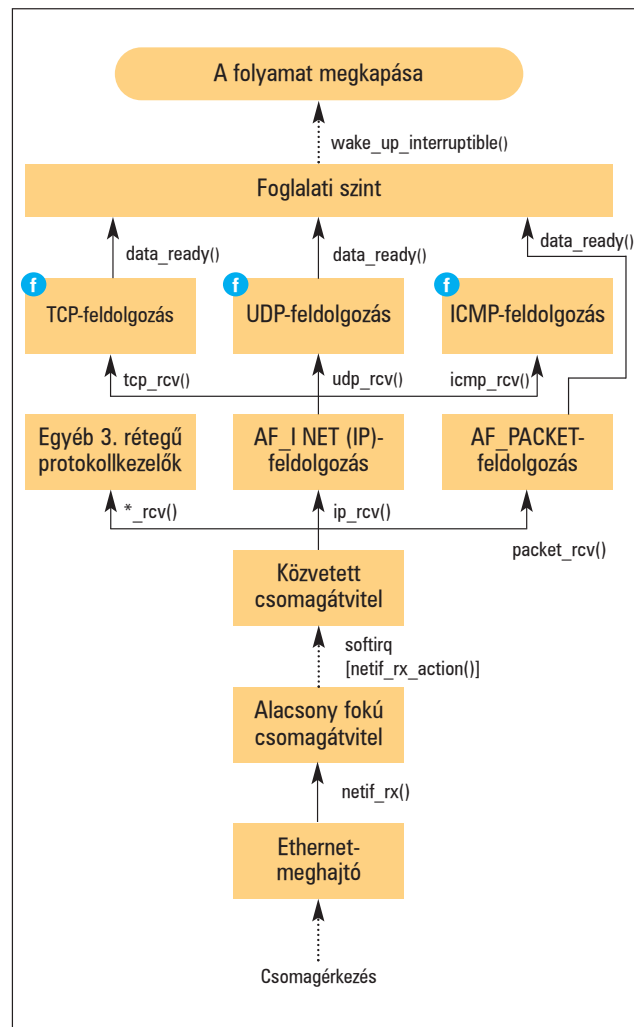 A folyamat megkapása
wake_up_interruptible()
Foglalati szint
data_ready()
data_ready()
data_ready()
f
f
f
TCP-feldolgozás
UDP-feldolgozás
ICMP-feldolgozás
tcp_rcv()
udp_rcv()
icmp_rcv()
Egyéb 3. rétegű
protokollkezelők
AF_I NET (IP)-
feldolgozás
AF_PACKET-
feldolgozás
*_rcv()
ip_rcv()
packet_rcv()
Közvetett
csomagátvitel
softirq
[netif_rx_action()]
Alacsony fokú
csomagátvitel
netif_rx()
Ethernet-
meghajtó
Csomagérkezés